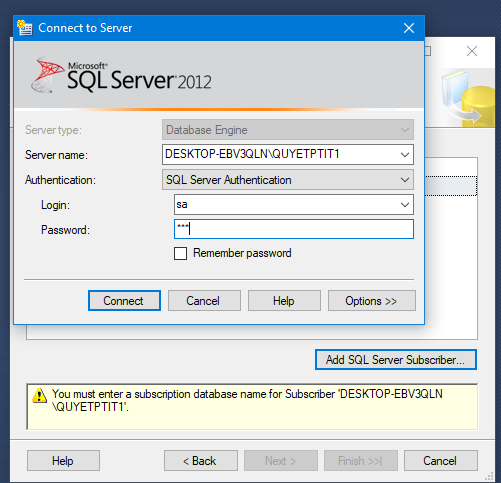 Connect to Server
Microsoft®
SQL Server® 2012
Server type: Database Engine
Server name: DESKTOP-EBV3QLN\QUYETPTIT1
Authentication: SQL Server Authentication
Login: sa
Password: ***
Remember password
Connect Cancel Help Options >>
Add SQL Server Subscriber...
You must enter a subscription database name for Subscriber 'DESKTOP-EBV3QLN
\QUYETPTIT1'.
Help < Back Next > Finish >>| Cancel